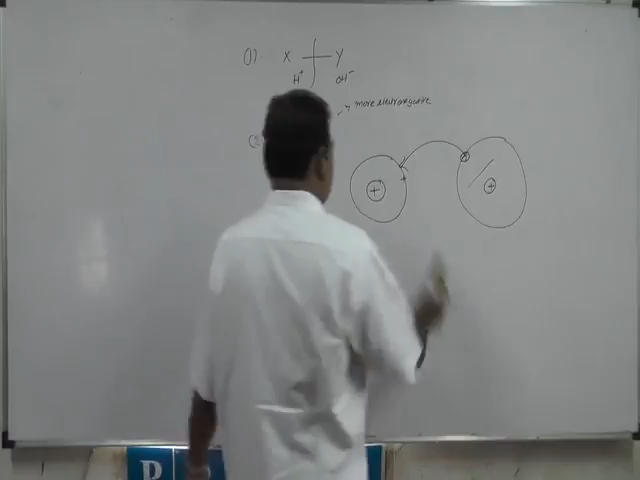 (1) X Y
H⁺ OH⁻
more electronegative
(2
+ +
P